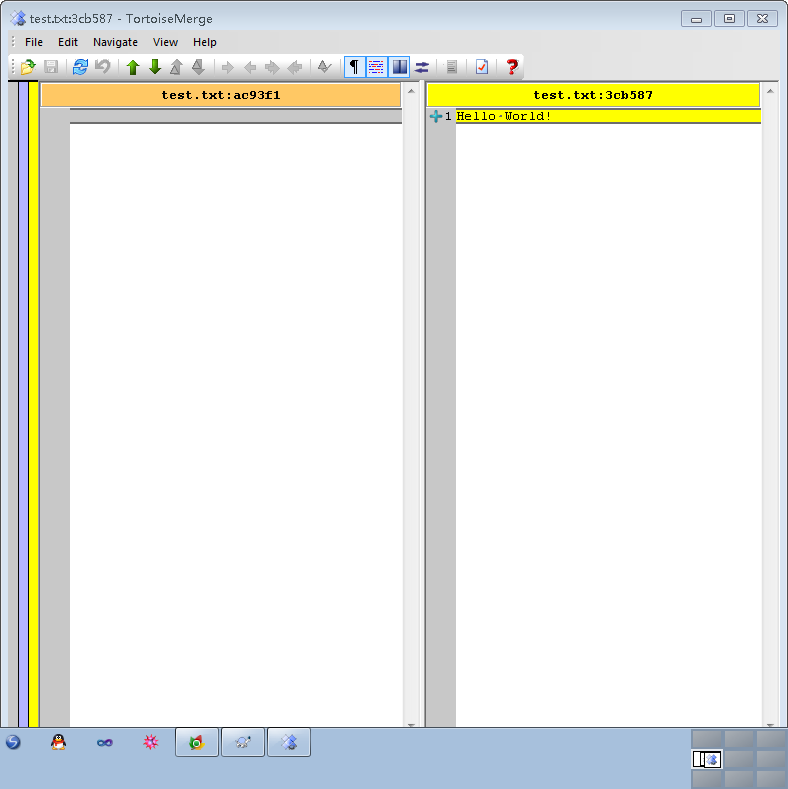 test.txt:3cb587 - TortoiseMerge
File Edit Navigate View Help
test.txt:ac93f1
test.txt:3cb587
1 Hello·World!